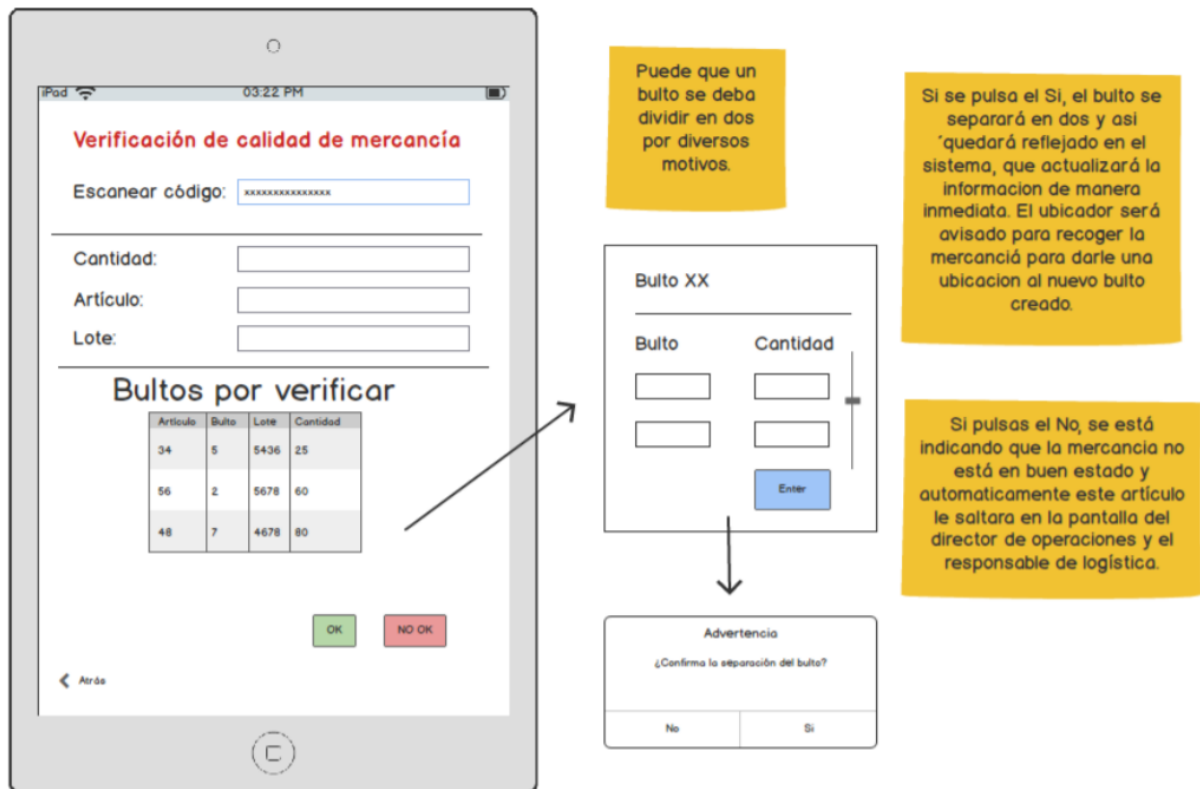 iPad 03:22 PM
Verificación de calidad de mercancía
Escanear código: xxxxxxxxxxxxxxx
Cantidad:
Artículo:
Lote:
Bultos por verificar
Artículo Bulto Lote Cantidad
34 5 5436 25
56 2 5678 60
48 7 4678 80
OK NO OK
Atrás
Puede que un
bulto se deba
dividir en dos
por diversos
motivos.
Bulto XX
Bulto Cantidad
Enter
Advertencia
¿Confirma la separación del bulto?
No Si
Si se pulsa el Si, el bulto se
separará en dos y asi
´quedará reflejado en el
sistema, que actualizará la
informacion de manera
inmediata. El ubicador será
avisado para recoger la
mercanciá para darle una
ubicacion al nuevo bulto
creado.
Si pulsas el No, se está
indicando que la mercancia no
está en buen estado y
automaticamente este artículo
le saltara en la pantalla del
director de operaciones y el
responsable de logística.